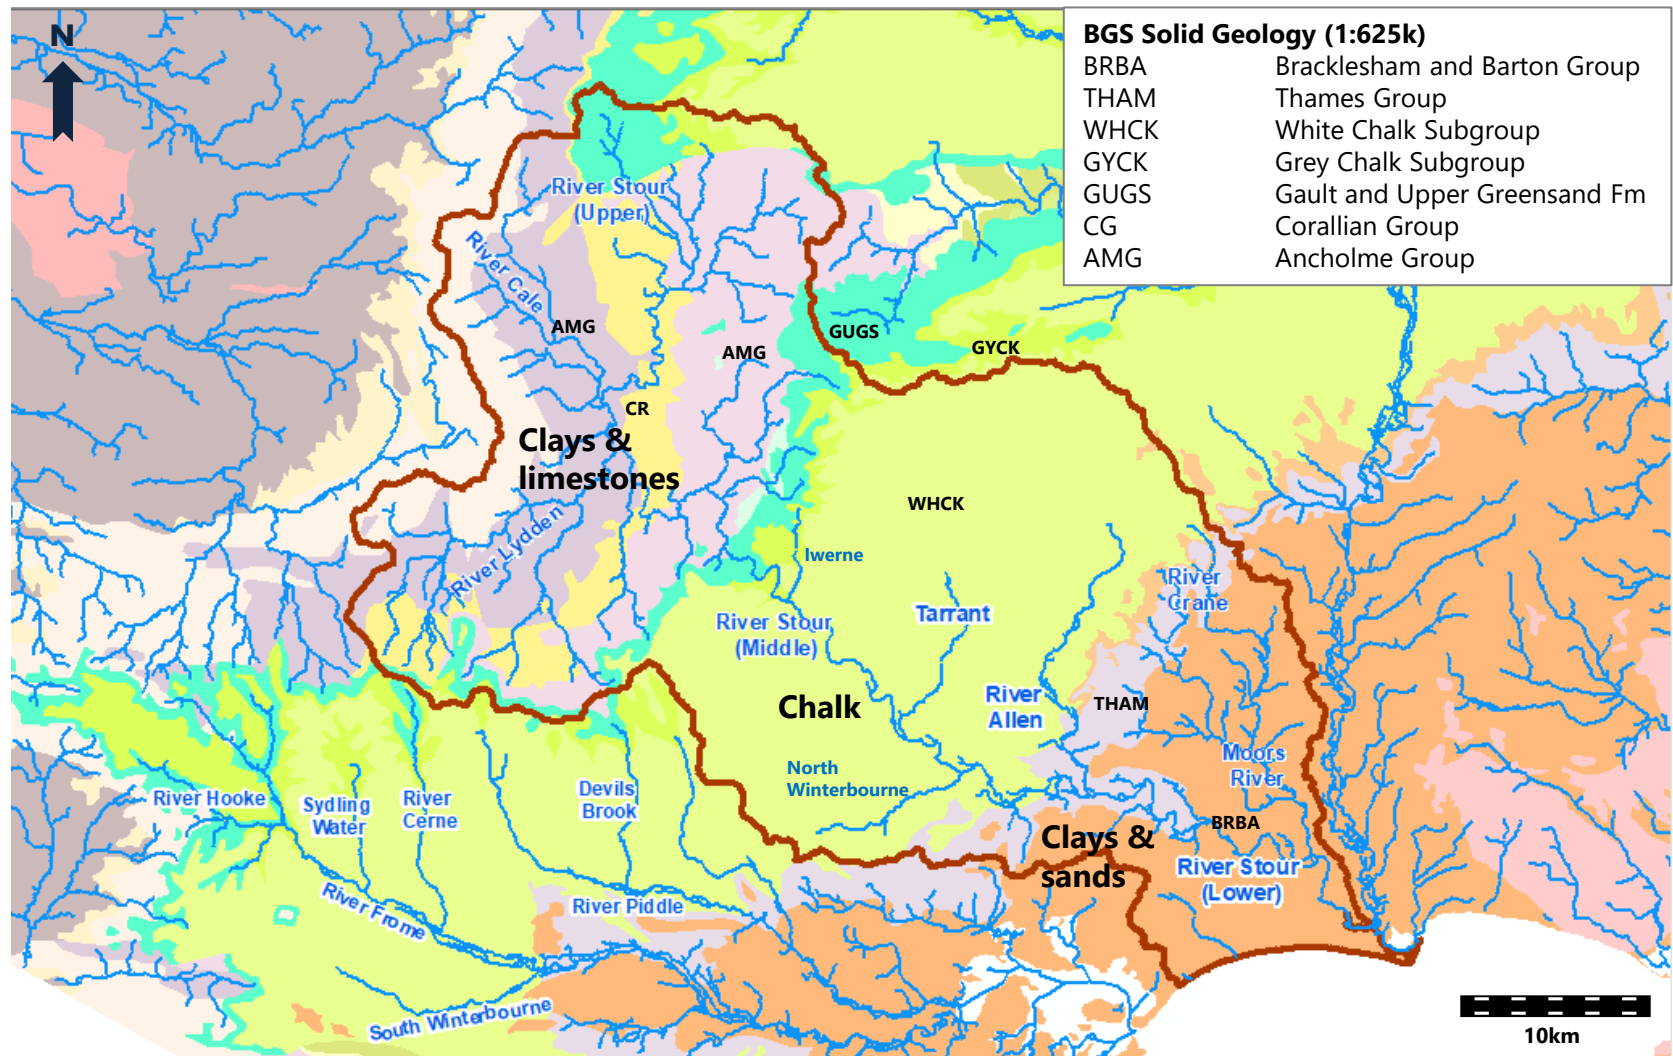 N
BGS Solid Geology (1:625k)
BRBA Bracklesham and Barton Group
THAM Thames Group
WHCK White Chalk Subgroup
GYCK Grey Chalk Subgroup
GUGS Gault and Upper Greensand Fm
CG Corallian Group
AMG Ancholme Group
River Stour
(Upper)
River Cale
AMG
GUGS
AMG
GYCK
CR
Clays &
limestones
WHCK
River Lydden
Iwerne
River
Crane
Tarrant
River Stour
(Middle)
River
Allen
THAM
Chalk
Moors
River
North
Winterbourne
River Hooke
Sydling
Water
River
Cerne
Devils
Brook
BRBA
Clays &
sands
River Stour
(Lower)
River Frome
River Piddle
South Winterbourne
10km